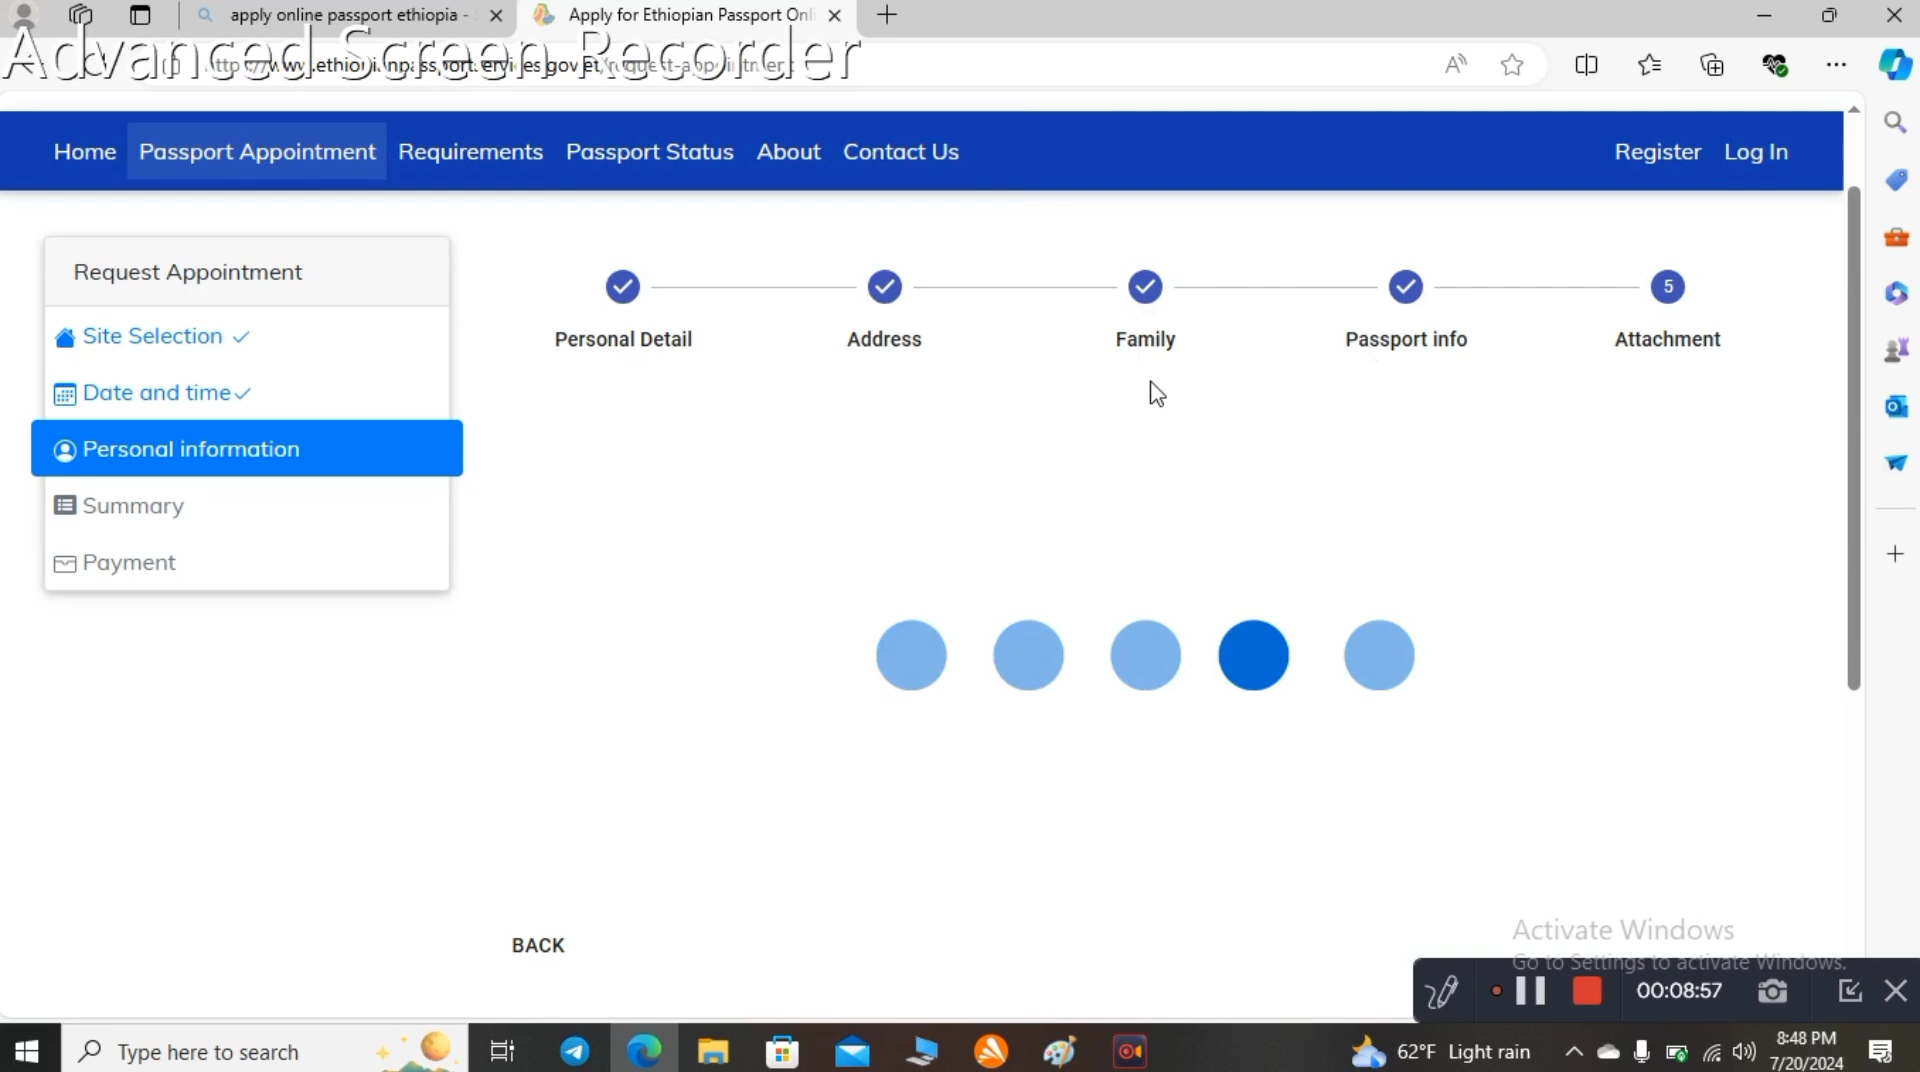 apply online passport ethiopia -
Apply for Ethiopian Passport Onl
Advanced Screen Recorder
Home Passport Appointment Requirements Passport Status About Contact Us Register Log In
Request Appointment
Site Selection
Date and time
Personal information
Summary
Payment
5
Personal Detail Address Family Passport info Attachment
BACK
Activate Windows
Go to Settings to activate Windows.
00:08:57
Type here to search
62°F Light rain
8:48 PM
7/20/2024